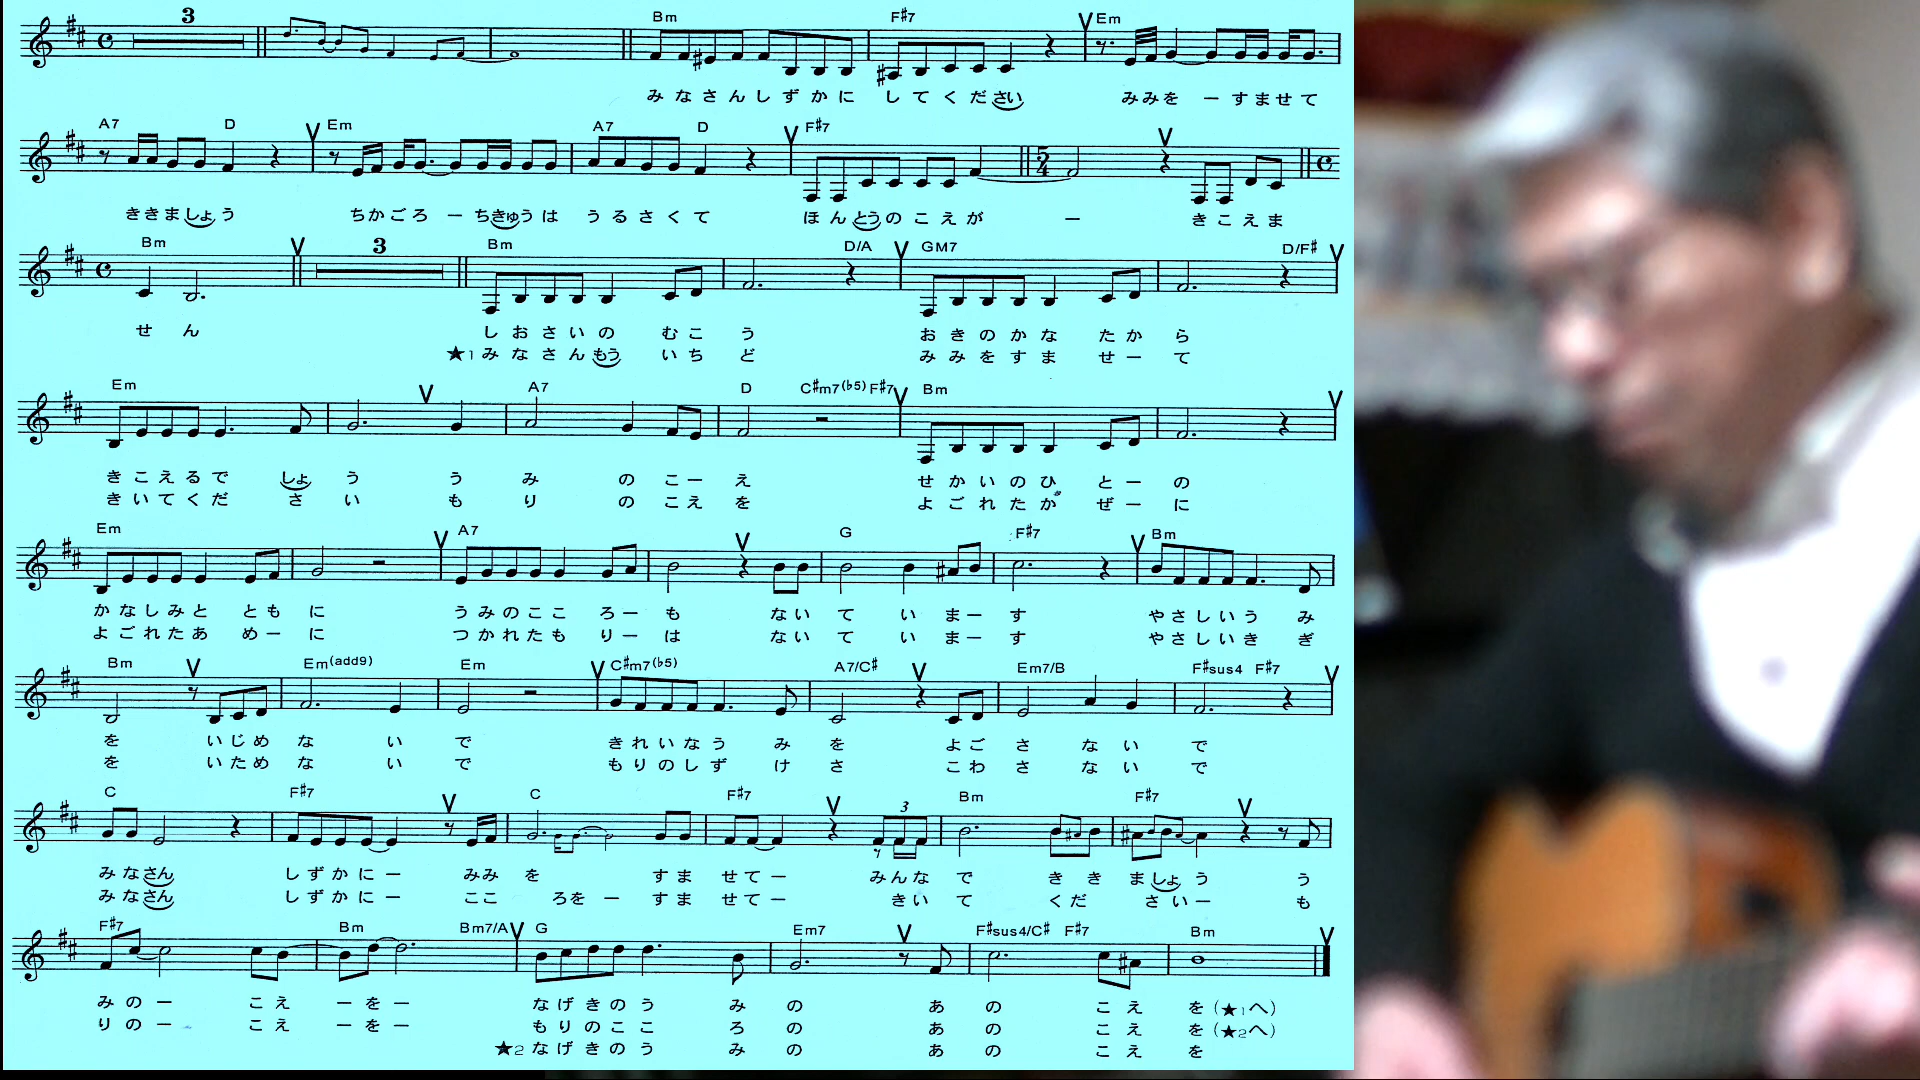 3
Bm F#7 Em
みなさんしずかに してください みみを ーすませて
A7 D Em A7 D F#7
ききましょう ちかごろ ーちきゅうは うるさくて ほんとうのこえが ー きこえま
Bm 3 Bm D/A GM7 D/F#
せん しおさいの むこ う おきのかな たか ら
★1 みなさんもう いち ど みみをすま せー て
Em A7 D C#m7(♭5) F#7 Bm
きこえるで しょ う う み の こー え せかいのひ とー の
きいてくだ さ い も り の こえ を よごれたか ぜー に
Em A7 G F#7 Bm
かなしみと とも に うみのここ ろー も ない て い まー す やさしいう み
よごれたあ めー に つかれたも りー は ない て い まー す やさしいき ぎ
Bm Em(add9) Em C#m7(♭5) A7/C# Em7/B F#sus4 F#7
を いじめ な い で きれいなう み を よご さ な い で
を いため な い で もりのしず け さ こわ さ な い で
C F#7 C F#7 3 Bm F#7
みなさん しずかにー みみ を すま せてー みんな で き き ましょ う う
みなさん しずかにー ここ ろを ー すま せてー きい て くだ さいー も
F#7 Bm Bm7/A G Em7 F#sus4/C# F#7 Bm
みのー こえ ーをー なげきのう み の あ の こ え を (★1へ)
りのー こえ ーをー もりのここ ろ の あ の こ え を (★2へ)
★2 なげきのう み の あ の こ え を